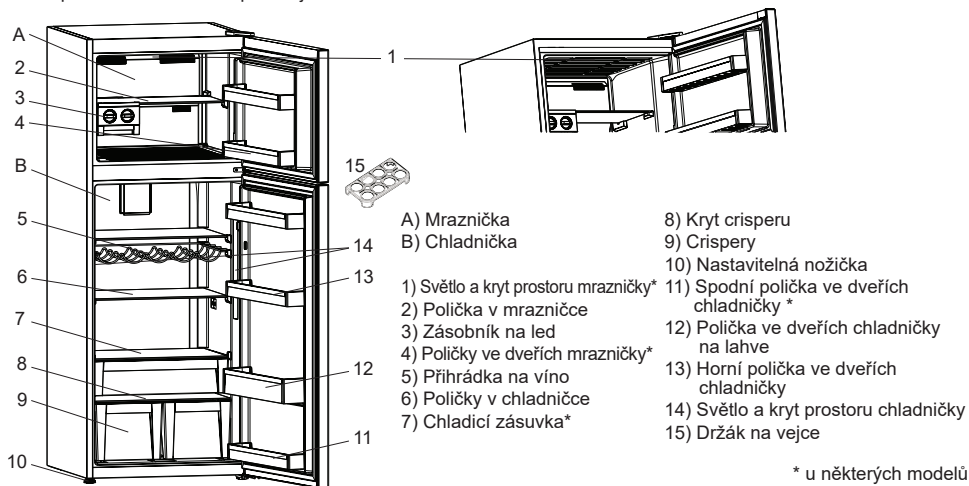 A
2
3
4
B
5
6
7
8
9
10
1
15
14
13
12
11
A) Mraznička
B) Chladnička
1) Světlo a kryt prostoru mrazničky*
2) Polička v mrazničce
3) Zásobník na led
4) Poličky ve dveřích mrazničky*
5) Přihrádka na víno
6) Poličky v chladničce
7) Chladicí zásuvka*
8) Kryt crisperu
9) Crispery
10) Nastavitelná nožička
11) Spodní polička ve dveřích
chladničky *
12) Polička ve dveřích chladničky
na lahve
13) Horní polička ve dveřích
chladničky
14) Světlo a kryt prostoru chladničky
15) Držák na vejce
* u některých modelů